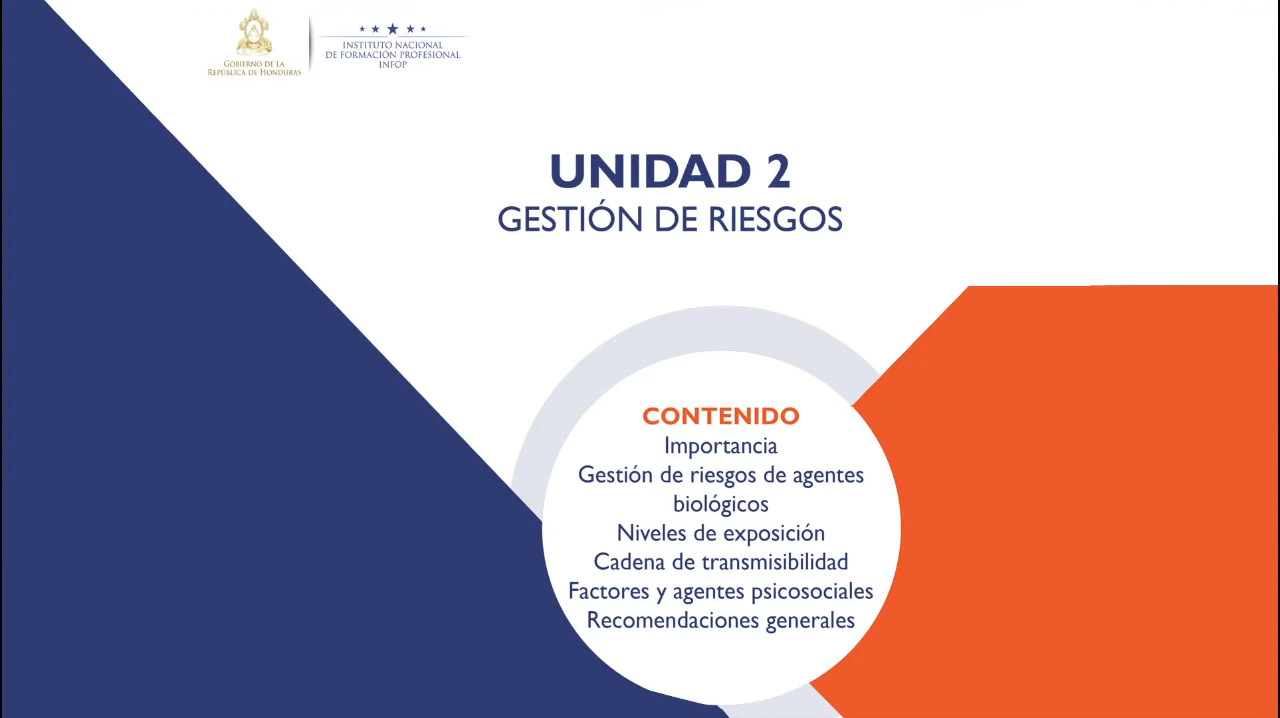 GOBIERNO DE LA
REPÚBLICA DE HONDURAS
INSTITUTO NACIONAL
DE FORMACIÓN PROFESIONAL
INFOP
UNIDAD 2
GESTIÓN DE RIESGOS
CONTENIDO
Importancia
Gestión de riesgos de agentes
biológicos
Niveles de exposición
Cadena de transmisibilidad
Factores y agentes psicosociales
Recomendaciones generales